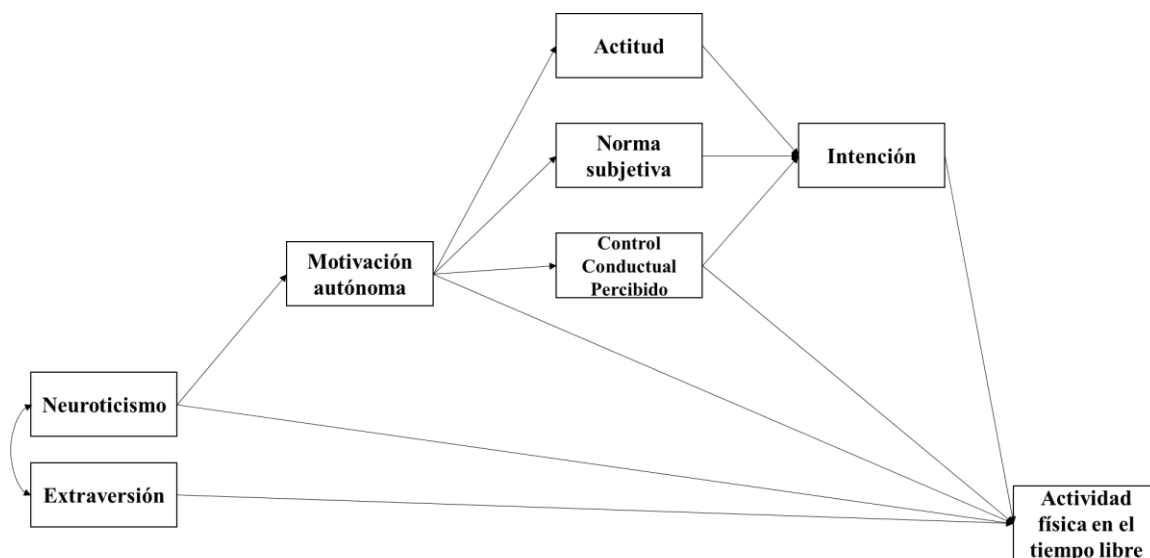 Actitud
Norma
subjetiva
Intención
Control
Conductual
Percibido
Motivación
autónoma
Neuroticismo
Extraversión
Actividad
física en el
tiempo libre